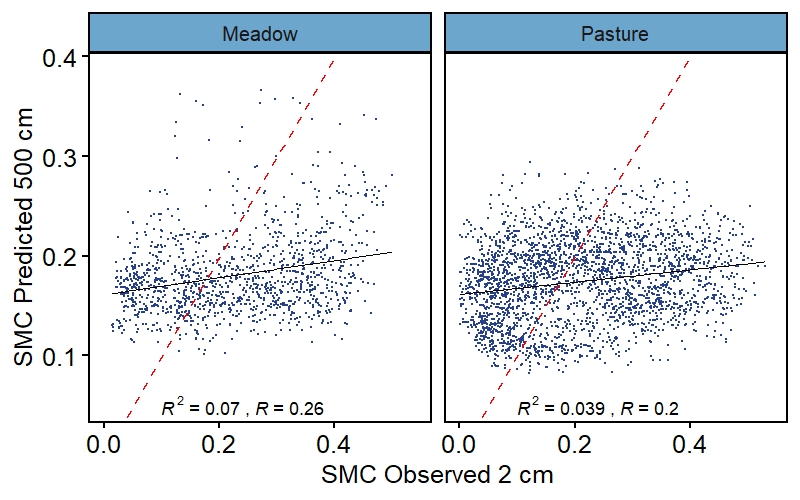 Meadow
Pasture
SMC Predicted 500 cm
0.4
0.3
0.2
0.1
R² = 0.07 , R = 0.26
R² = 0.039 , R = 0.2
0.0 0.2 0.4
0.0 0.2 0.4
SMC Observed 2 cm